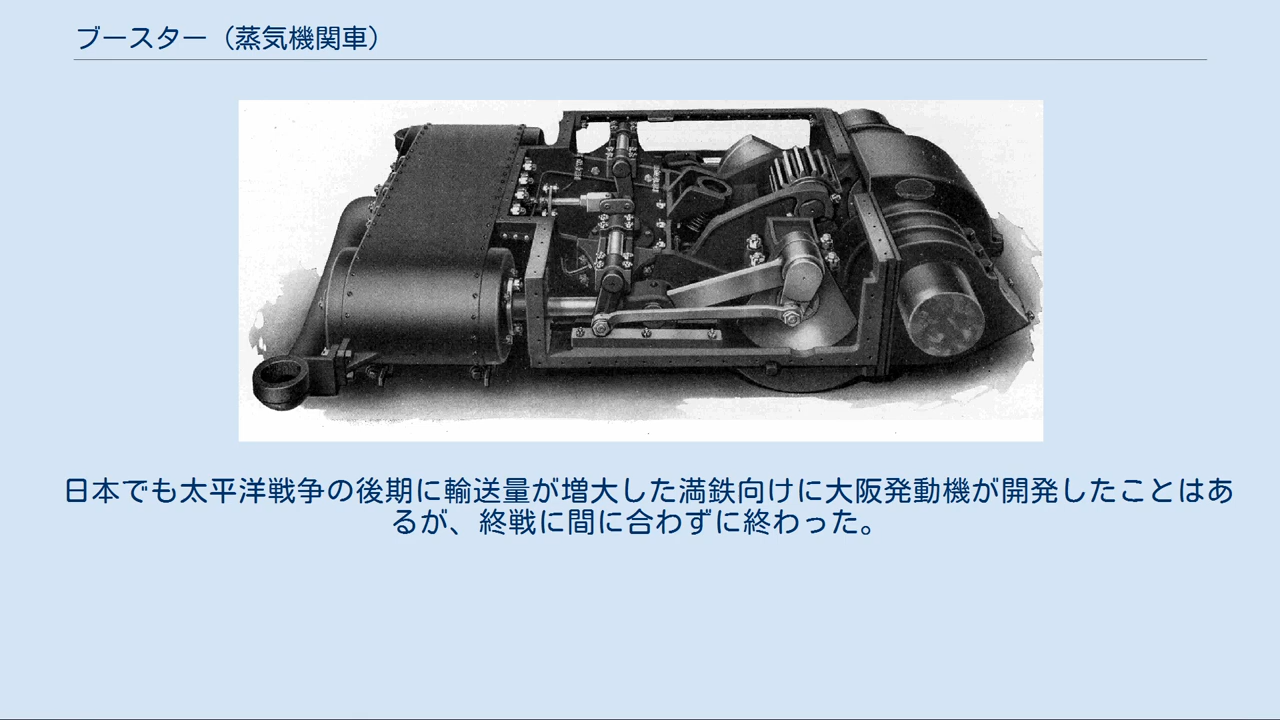 ブースター（蒸気機関車）
日本でも太平洋戦争の後期に輸送量が増大した満鉄向けに大阪発動機が開発したことはあ
るが、終戦に間に合わずに終わった。